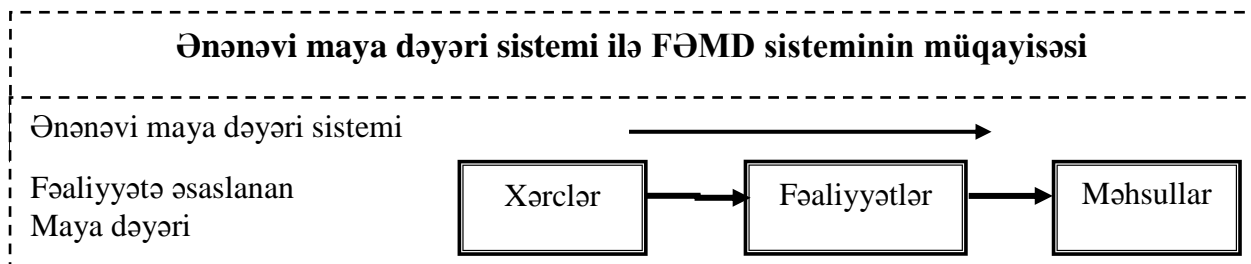 Ənənəvi maya dəyəri sistemi ilə FƏMD sisteminin müqayisəsi
Ənənəvi maya dəyəri sistemi
Fəaliyyətə əsaslanan
Maya dəyəri
Xərclər
Fəaliyyətlər
Məhsullar